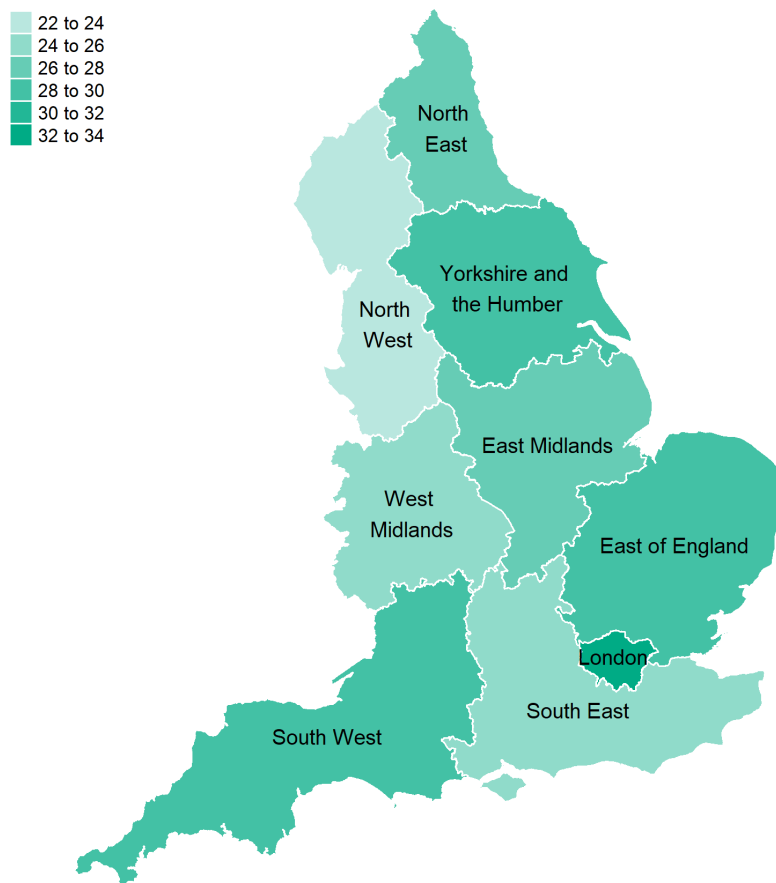 22 to 24
24 to 26
26 to 28
28 to 30
30 to 32
32 to 34
North
East
Yorkshire and
the Humber
North
West
East Midlands
West
Midlands
East of England
London
South East
South West